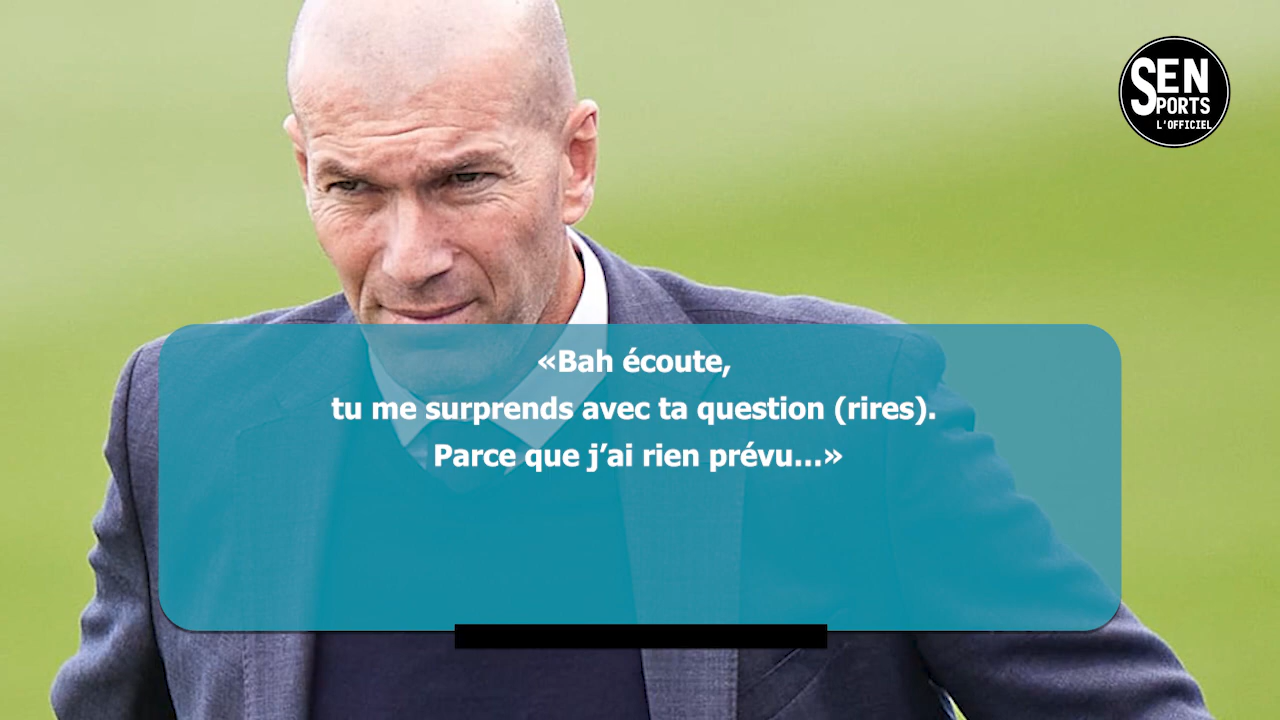 SEN
SPORTS
L'OFFICIEL
«Bah écoute,
tu me surprends avec ta question (rires).
Parce que j’ai rien prévu...»